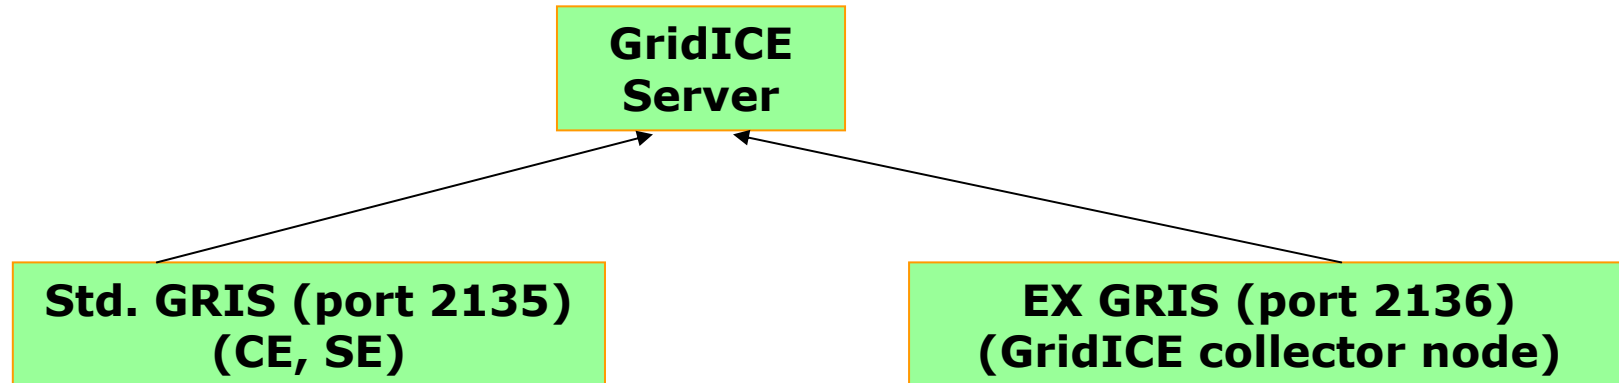 GridICE
Server
Std. GRIS (port 2135)
(CE, SE)
EX GRIS (port 2136)
(GridICE collector node)